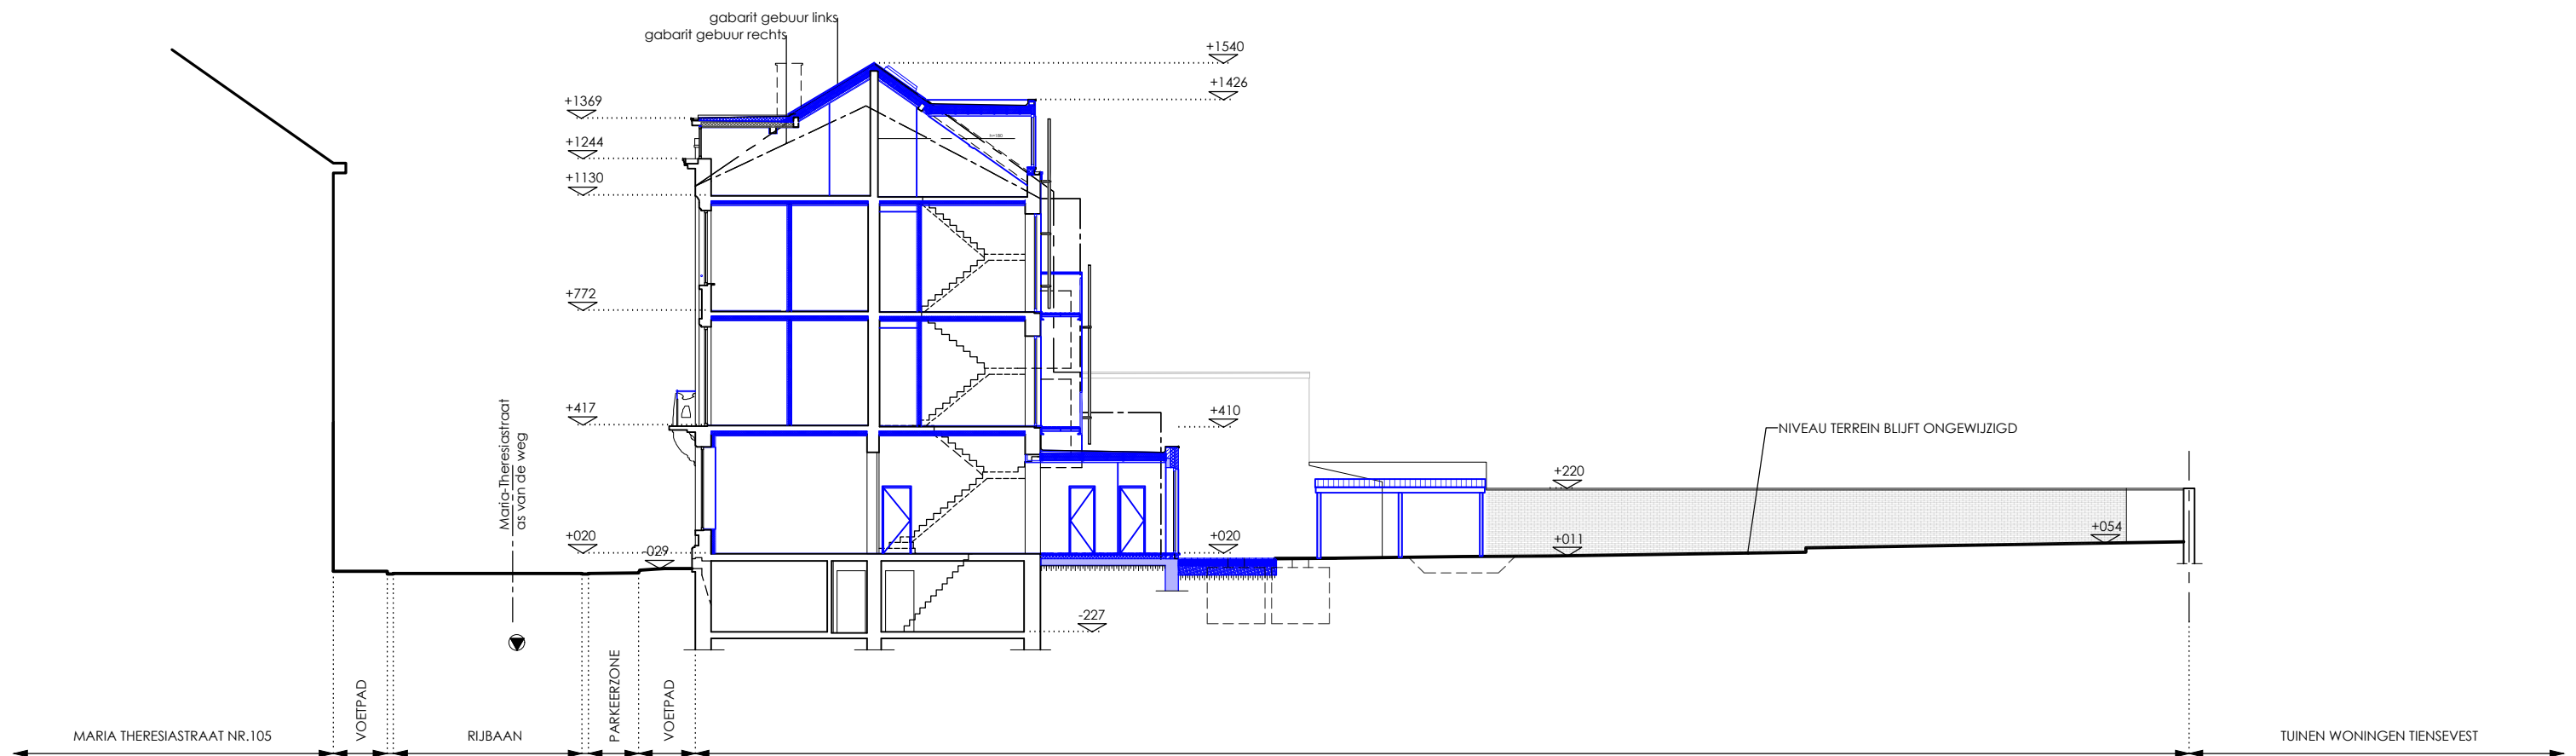 gabarit gebuur links
gabarit gebuur rechts
+1540
+1426
+1369
+1244
+1130
+772
+417
+410
NIVEAU TERREIN BLIJFT ONGEWIJZIGD
+220
Maria-Theresiastraat
as van de weg
+020
-029
+020
+011
+054
-227
VOETPAD
PARKEERZONE
VOETPAD
MARIA THERESIASTRAAT NR.105
RIJBAAN
TUINEN WONINGEN TIENSEVEST